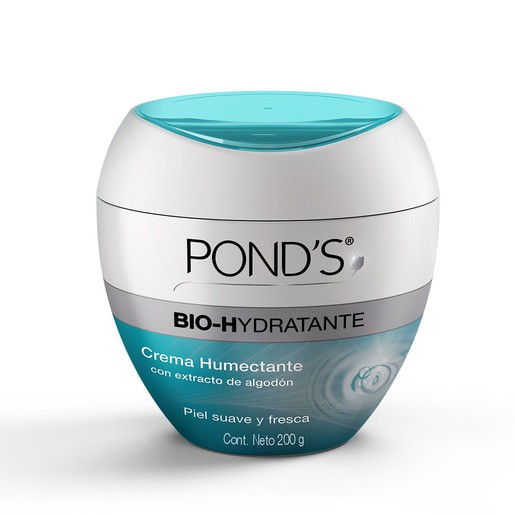 POND'S®
BIO-HYDRATANTE
Crema Humectante
con extracto de algodón
Piel suave y fresca
Cont. Neto 200 g